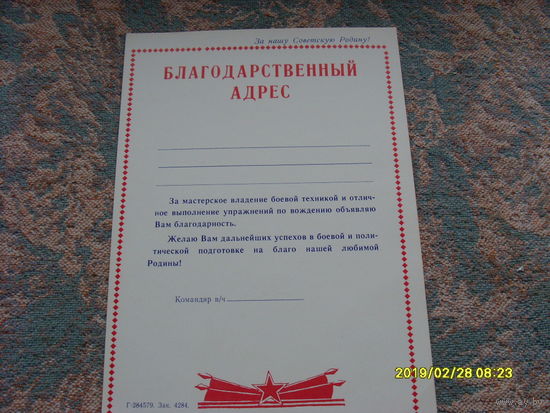 За нашу Советскую Родину!
БЛАГОДАРСТВЕННЫЙ
АДРЕС
За мастерское владение боевой техникой и отлич-
ное выполнение упражнений по вождению объявляю
Вам благодарность.
Желаю Вам дальнейших успехов в боевой и поли-
тической подготовке на благо нашей любимой
Родины!
Командир в/ч
Г-284579. Зак. 4284.
2019/02/28 08:23